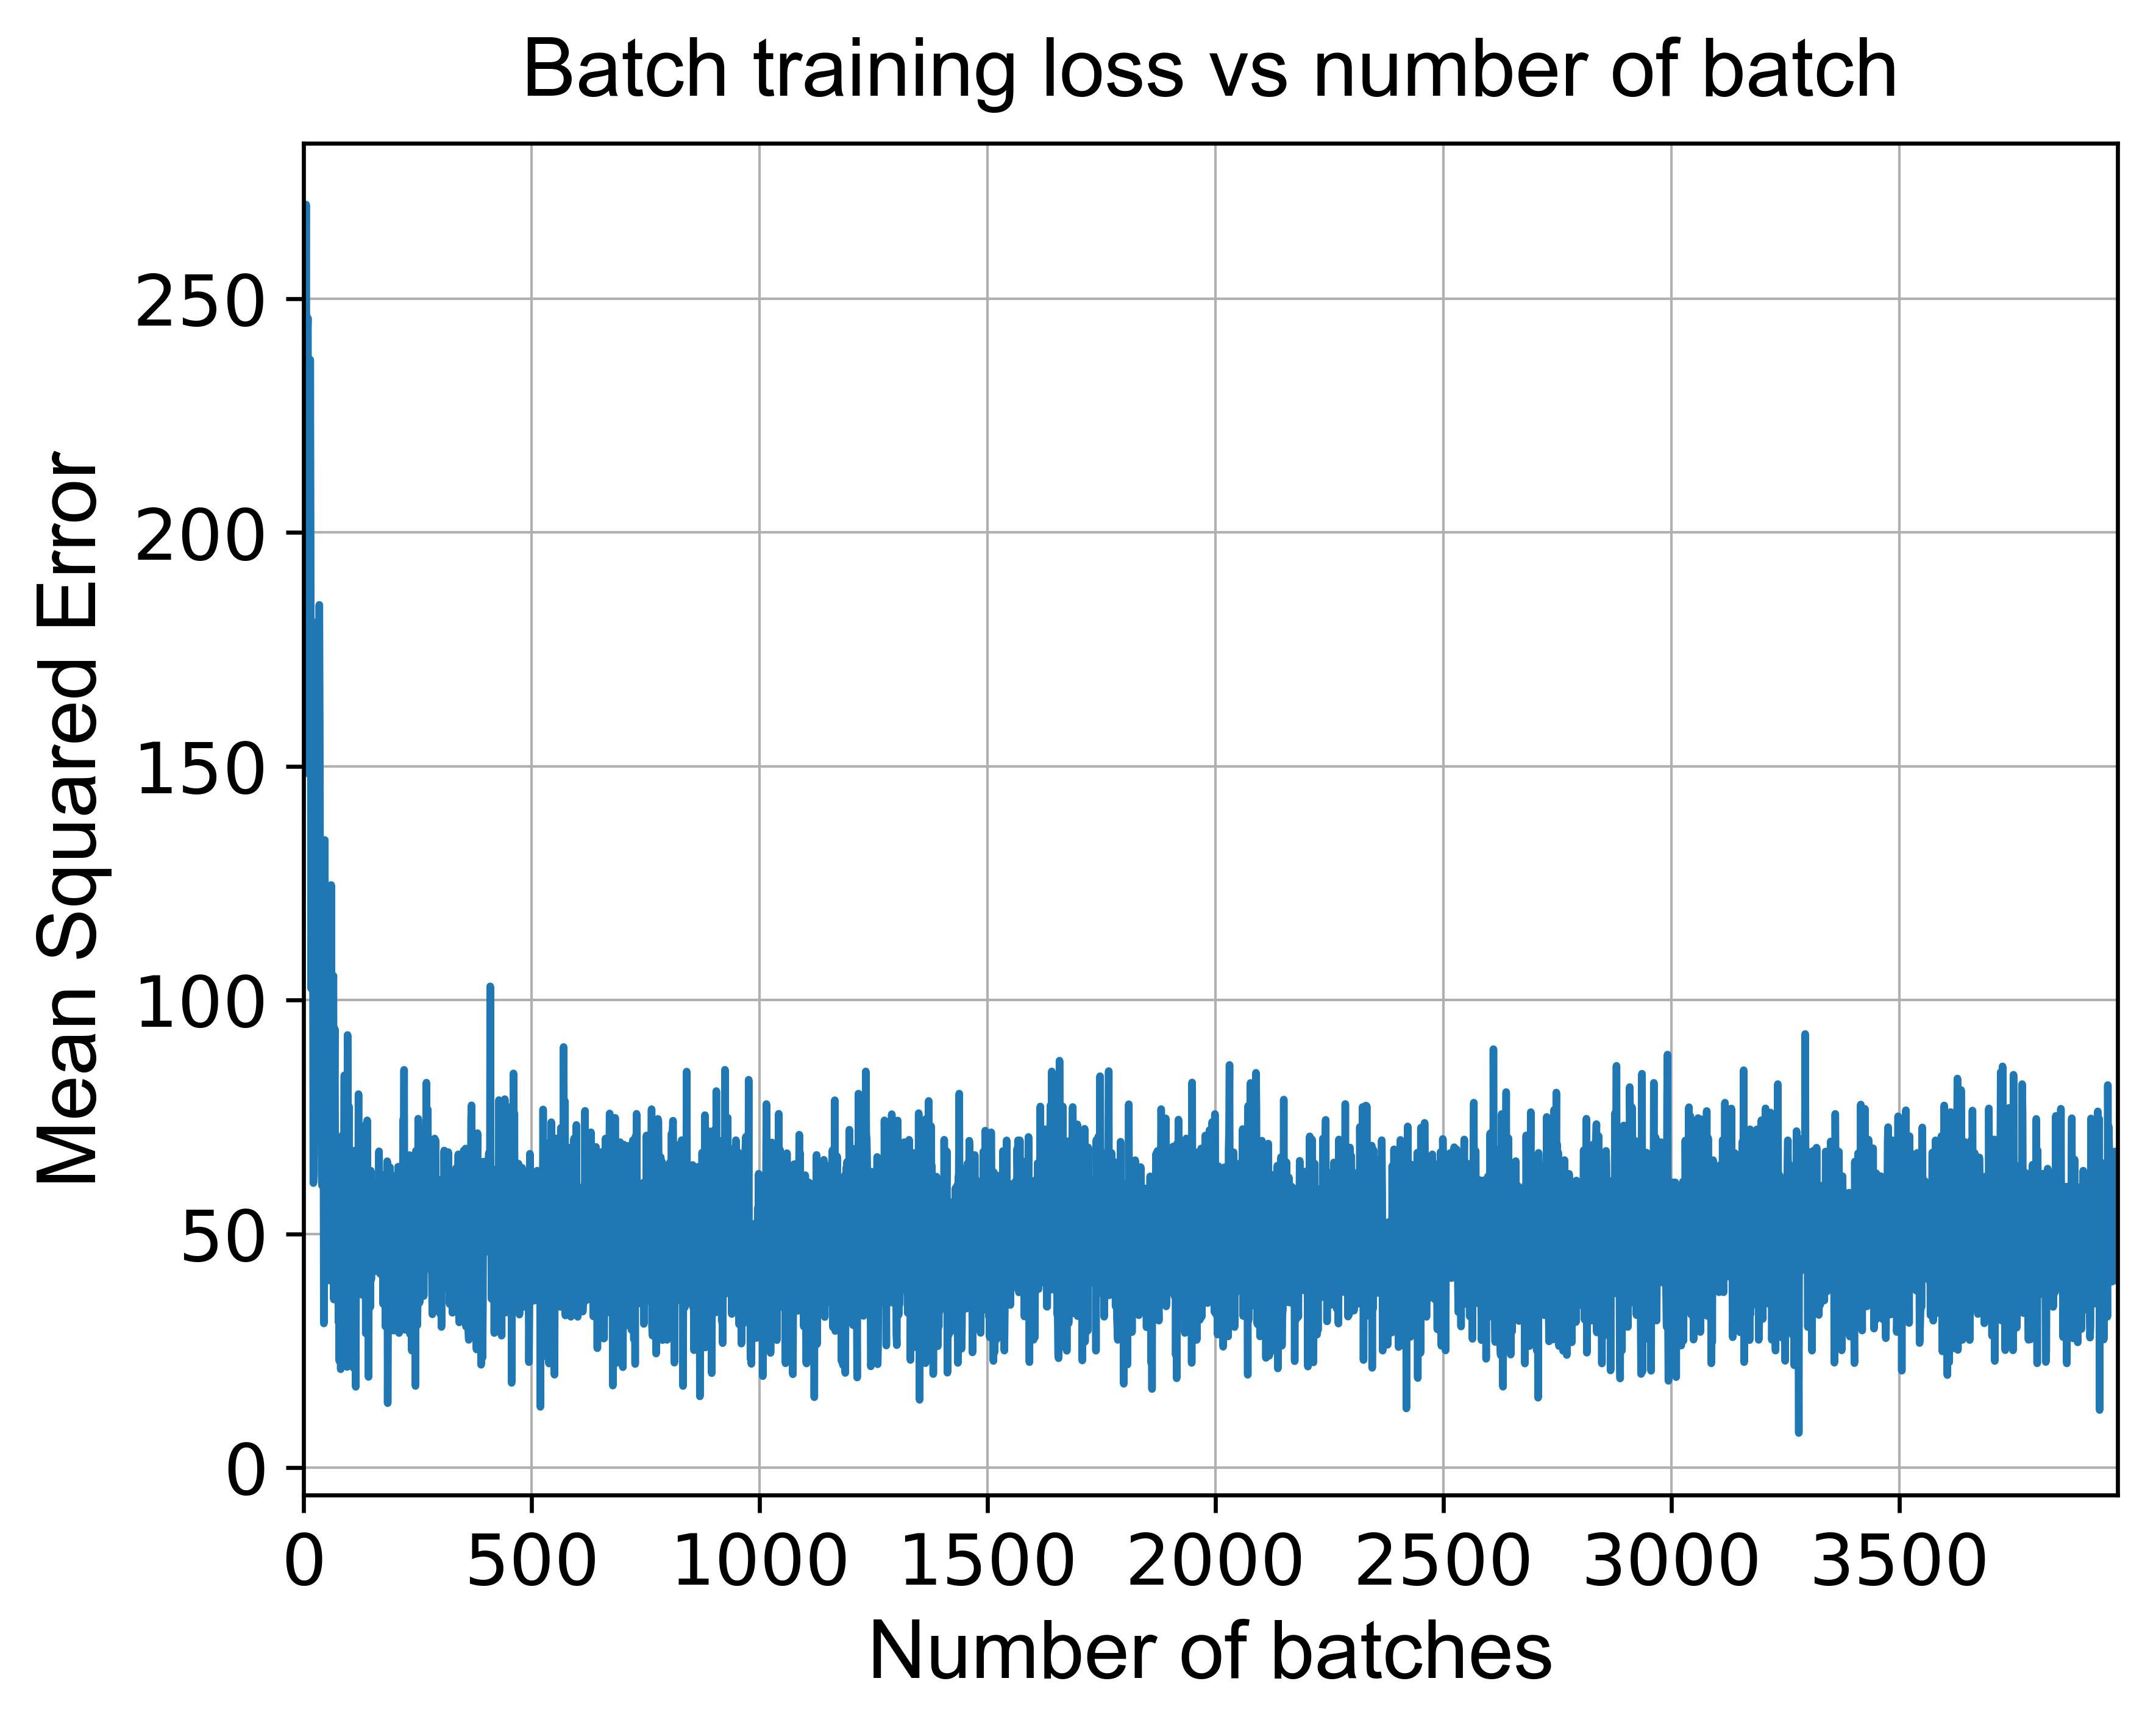 Batch training loss vs number of batch
Mean Squared Error
250
200
150
100
50
0
0 500 1000 1500 2000 2500 3000 3500
Number of batches